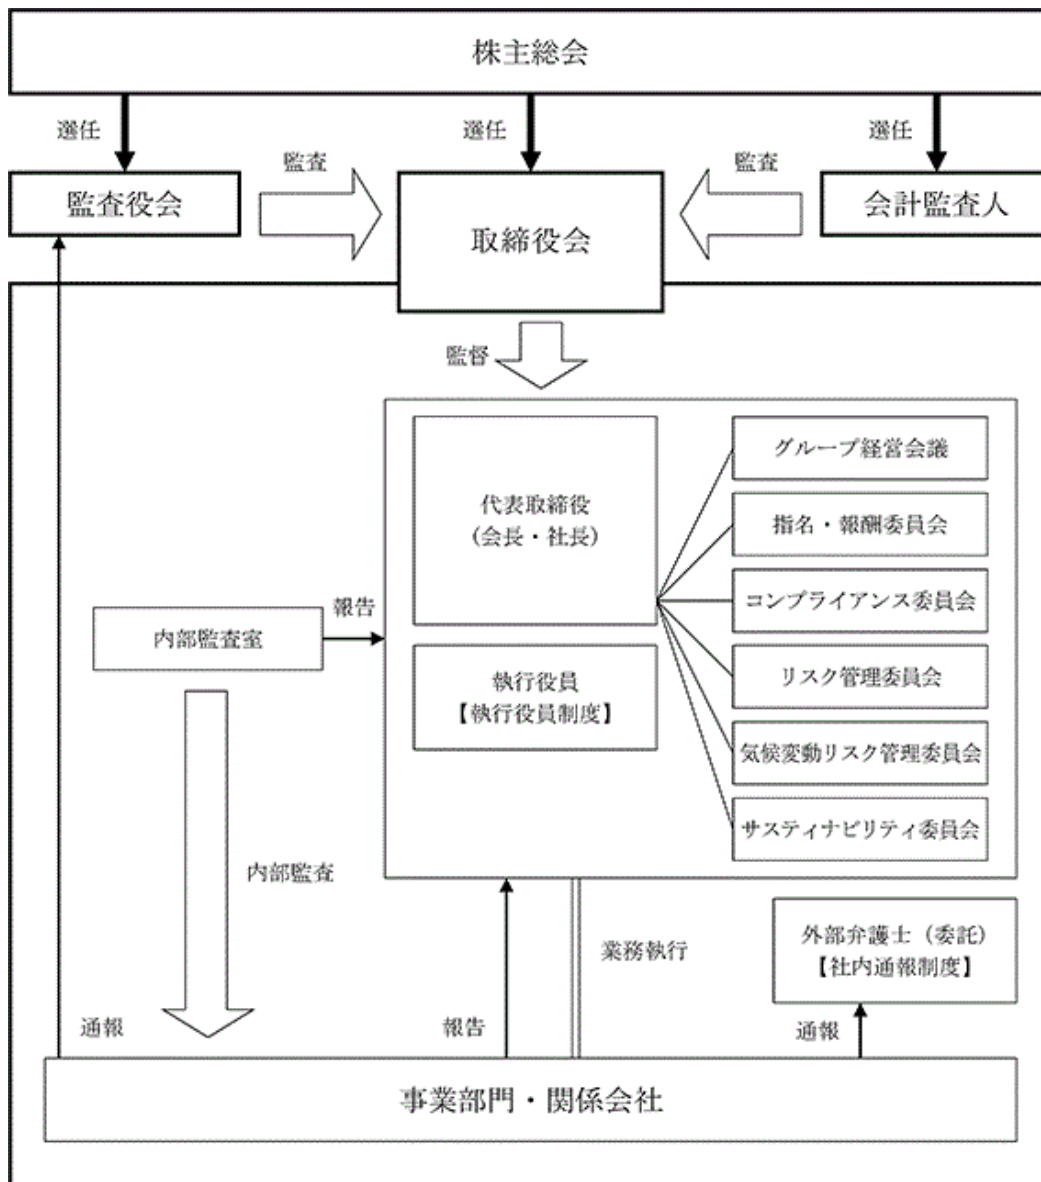 株主総会
選任
選任
選任
監査
監査
監査役会
取締役会
会計監査人
監督
代表取締役
(会長・社長)
グループ経営会議
指名・報酬委員会
コンプライアンス委員会
リスク管理委員会
気候変動リスク管理委員会
サスティナビリティ委員会
執行役員
【執行役員制度】
内部監査室
報告
内部監査
業務執行
外部弁護士(委託)
【社内通報制度】
通報
報告
通報
事業部門・関係会社